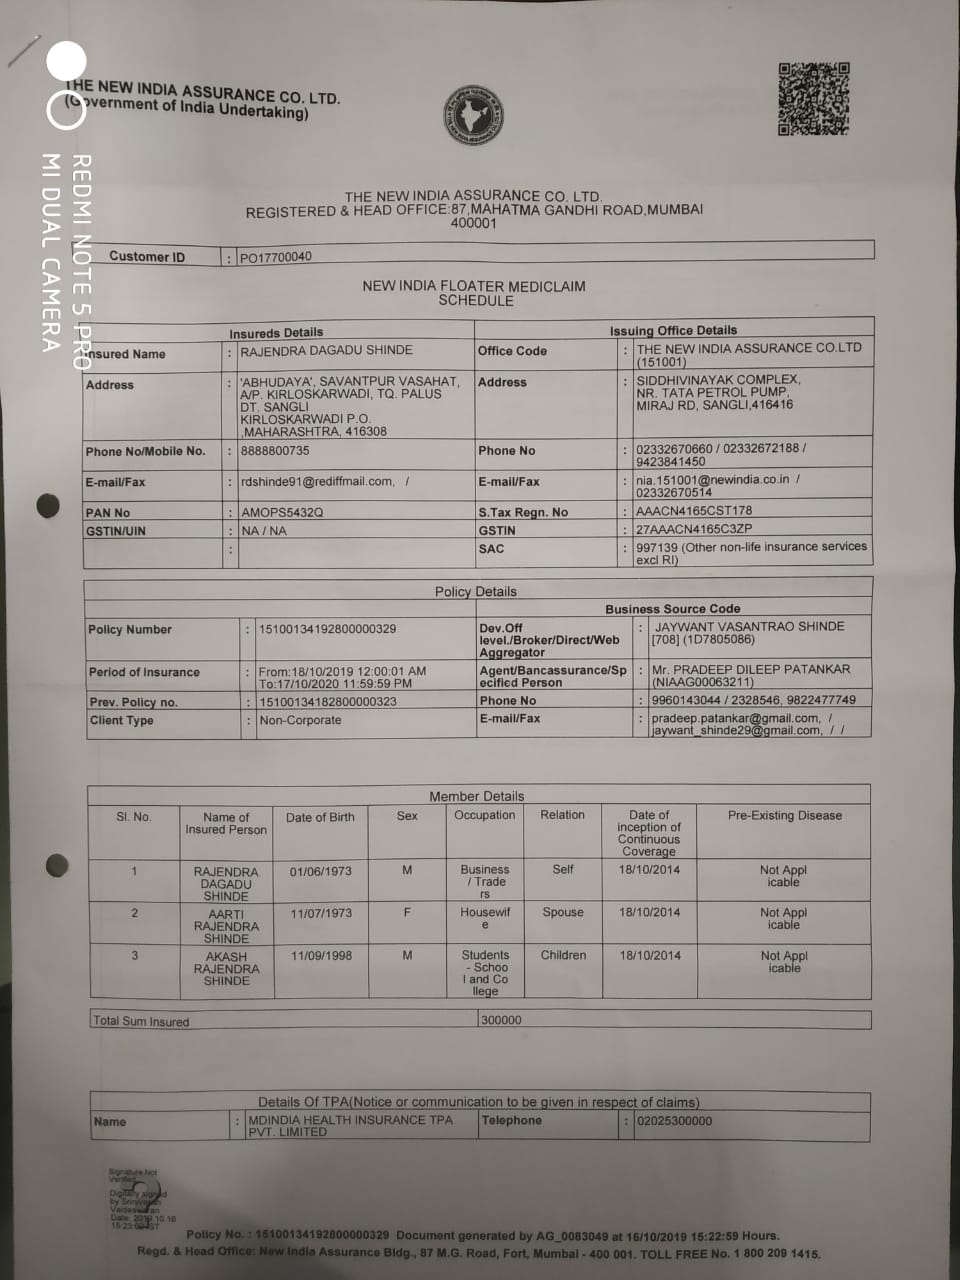 THE NEW INDIA ASSURANCE CO. LTD.
(Government of India Undertaking)
REDMI NOTE 5 PRO
MI DUAL CAMERA
THE NEW INDIA ASSURANCE CO. LTD.
REGISTERED & HEAD OFFICE:87,MAHATMA GANDHI ROAD,MUMBAI
400001
Customer ID : PO17700040
NEW INDIA FLOATER MEDICLAIM
SCHEDULE
Insureds Details
Issuing Office Details
Insured Name : RAJENDRA DAGADU SHINDE
Office Code : THE NEW INDIA ASSURANCE CO.LTD
(151001)
Address : 'ABHUDAYA', SAVANTPUR VASAHAT,
A/P. KIRLOSKARWADI, TQ. PALUS
DT. SANGLI
KIRLOSKARWADI P.O.
,MAHARASHTRA, 416308
Address : SIDDHIVINAYAK COMPLEX,
NR. TATA PETROL PUMP,
MIRAJ RD, SANGLI,416416
Phone No/Mobile No. : 8888800735
Phone No : 02332670660 / 02332672188 /
9423841450
E-mail/Fax : rdshinde91@rediffmail.com, /
E-mail/Fax : nia.151001@newindia.co.in /
02332670514
PAN No : AMOPS5432Q
S.Tax Regn. No : AAACN4165CST178
GSTIN/UIN : NA / NA
GSTIN : 27AAACN4165C3ZP
:
SAC : 997139 (Other non-life insurance services
excl RI)
Policy Details
Business Source Code
Policy Number : 15100134192800000329
Dev.Off
level./Broker/Direct/Web
Aggregator
: JAYWANT VASANTRAO SHINDE
[708] (1D7805086)
Period of Insurance : From:18/10/2019 12:00:01 AM
To:17/10/2020 11:59:59 PM
Agent/Bancassurance/Sp
ecified Person
: Mr. PRADEEP DILEEP PATANKAR
(NIAAG00063211)
Prev. Policy no. : 15100134182800000323
Phone No : 9960143044 / 2328546, 9822477749
Client Type : Non-Corporate
E-mail/Fax : pradeep.patankar@gmail.com, /
jaywant_shinde29@gmail.com, / /
Member Details
Sl. No. Name of
Insured Person
Date of Birth Sex Occupation Relation Date of
inception of
Continuous
Coverage
Pre-Existing Disease
1 RAJENDRA
DAGADU
SHINDE
01/06/1973 M Business
/ Trade
rs
Self 18/10/2014 Not Appl
icable
2 AARTI
RAJENDRA
SHINDE
11/07/1973 F Housewif
e
Spouse 18/10/2014 Not Appl
icable
3 AKASH
RAJENDRA
SHINDE
11/09/1998 M Students
- Schoo
l and Co
llege
Children 18/10/2014 Not Appl
icable
Total Sum Insured 300000
Details Of TPA(Notice or communication to be given in respect of claims)
Name : MDINDIA HEALTH INSURANCE TPA
PVT. LIMITED
Telephone : 02025300000
Signature Not
Verified
Digitally signed
by Srinivasan
Vaideswaran
Date: 2019.10.16
Policy No. : 15100134192800000329 Document generated by AG_0083049 at 16/10/2019 15:22:59 Hours.
Regd. & Head Office: New India Assurance Bldg., 87 M.G. Road, Fort, Mumbai - 400 001. TOLL FREE No. 1 800 209 1415.